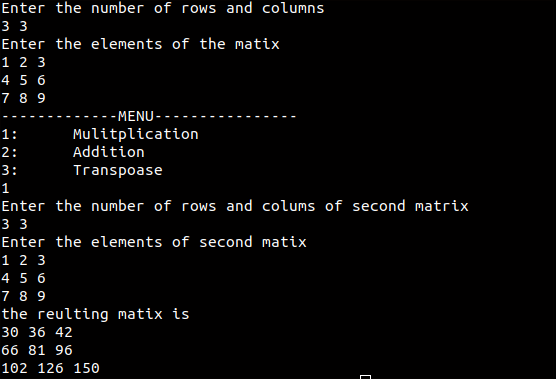 Enter the number of rows and columns
3 3
Enter the elements of the matix
1 2 3
4 5 6
7 8 9
-------------MENU----------------
1:      Mulitplication
2:      Addition
3:      Transpoase
1
Enter the number of rows and colums of second matrix
3 3
Enter the elements of second matix
1 2 3
4 5 6
7 8 9
the reulting matix is
30 36 42
66 81 96
102 126 150